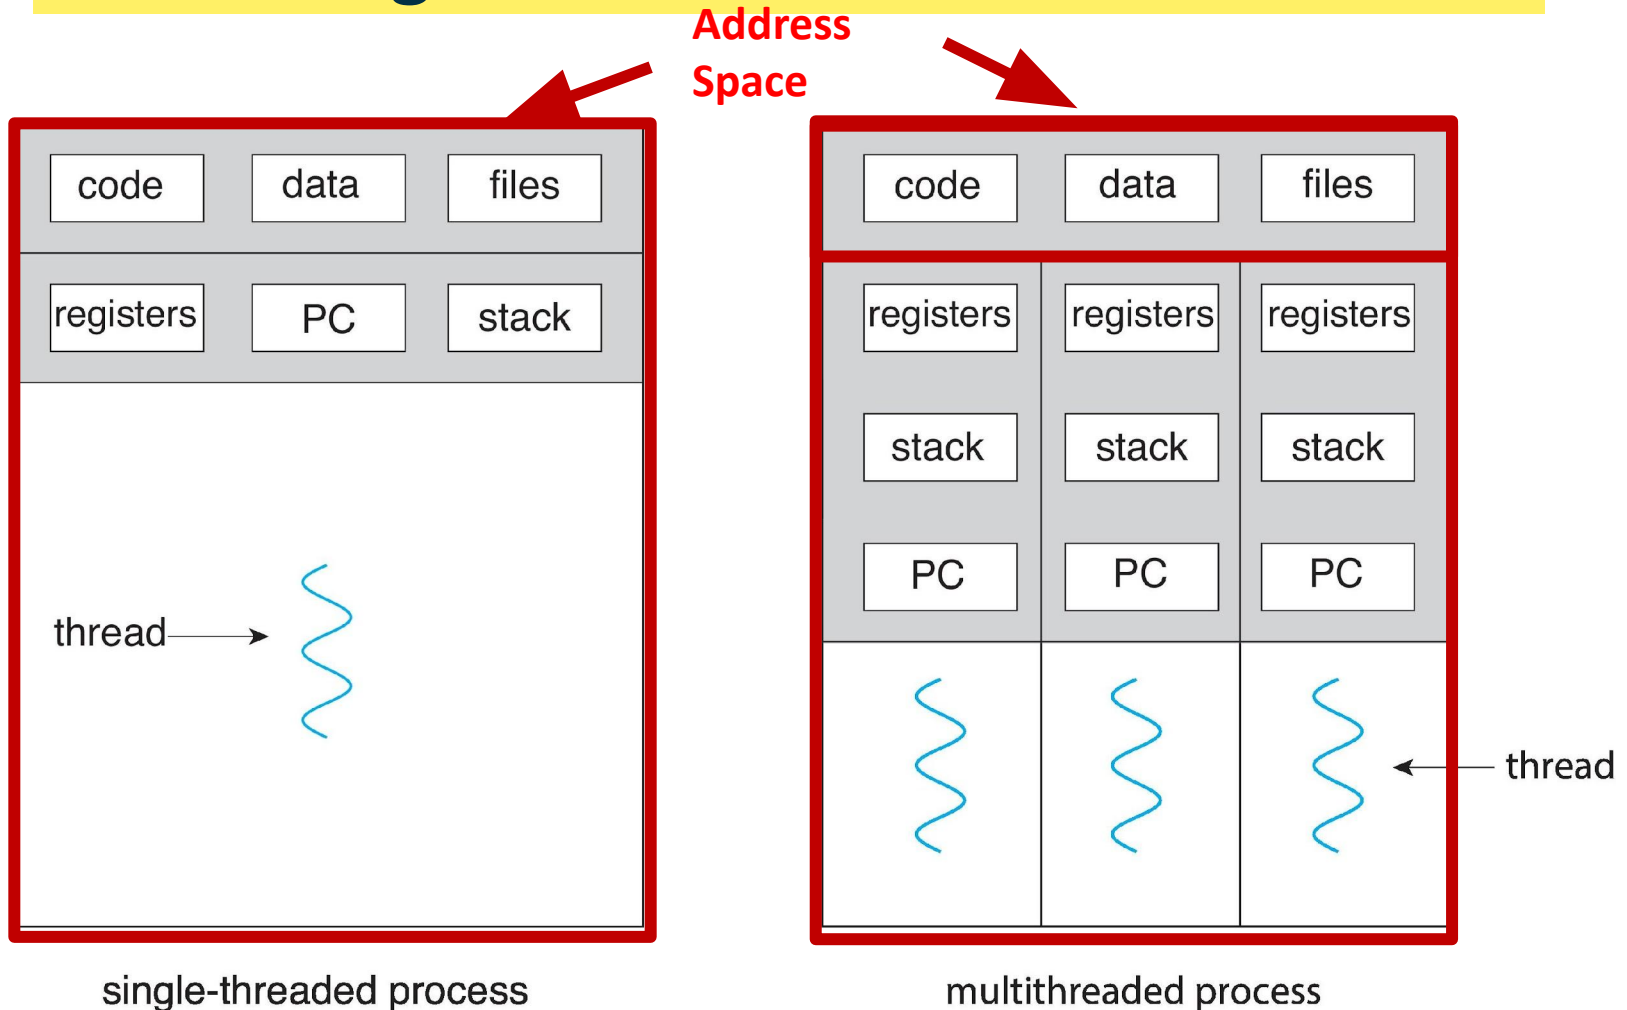 Address
Space
code data files
registers PC stack
thread
single-threaded process
code data files
registers registers registers
stack stack stack
PC PC PC
thread
multithreaded process